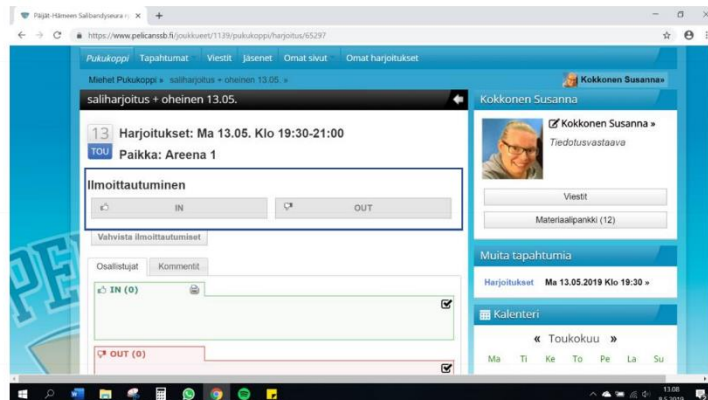 Päijät-Hämeen Salibandyseura r
https://www.pelicanssb.fi/joukkueet/1139/pukukoppi/harjoitus/65297
Pukukoppi Tapahtumat Viestit Jäsenet Omat sivut Omat harjoitukset
Miehet Pukukoppi » saliharjoitus + oheinen 13.05. »
Kokkonen Susanna»
saliharjoitus + oheinen 13.05.
13
TOU
Harjoitukset: Ma 13.05. Klo 19:30-21:00
Paikka: Areena 1
Ilmoittautuminen
IN OUT
Vahvista ilmoittautumiset
Osallistujat Kommentit
IN (0)
OUT (0)
Kokkonen Susanna
Kokkonen Susanna »
Tiedotusvastaava
Viestit
Materiaalipankki (12)
Muita tapahtumia
Harjoitukset Ma 13.05.2019 Klo 19:30 »
Kalenteri
« Toukokuu »
Ma Ti Ke To Pe La Su
PE
13.08
9.5.2019